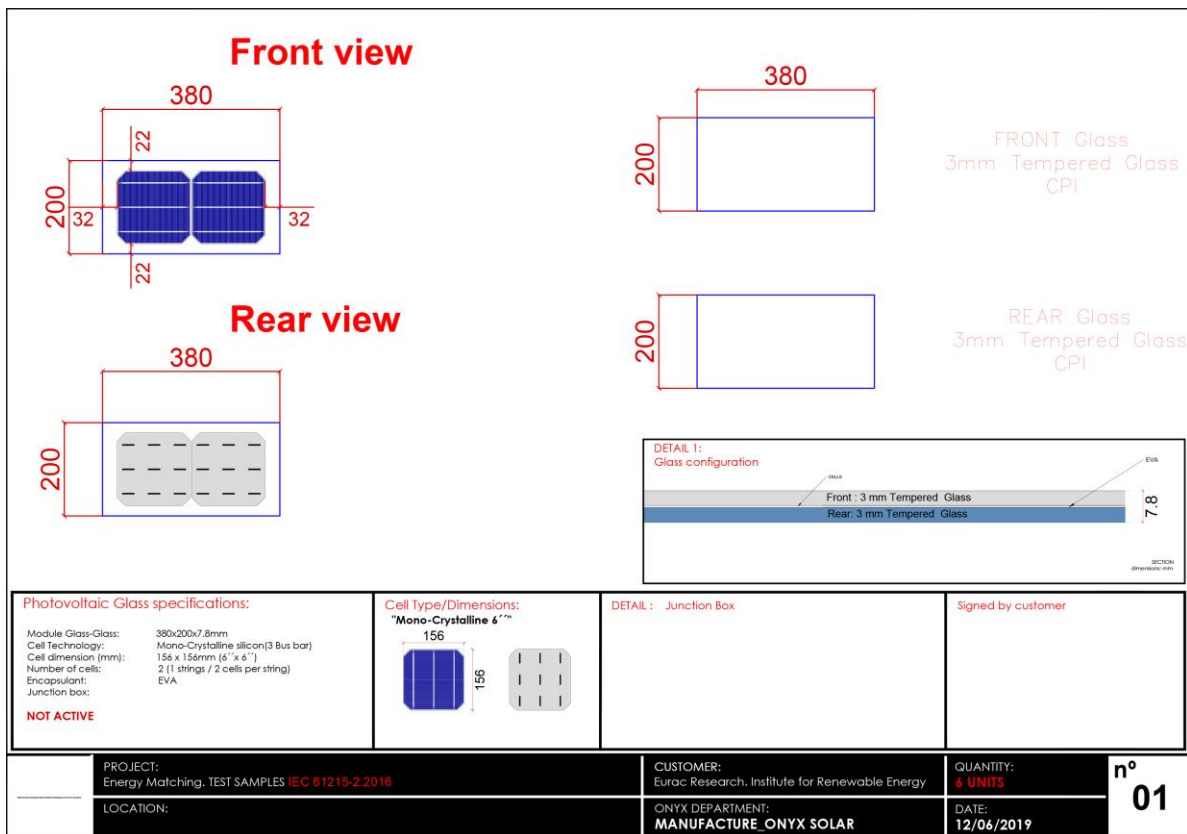 Front view
380
22
200
32
32
22
Rear view
380
200
380
200
FRONT Glass
3mm Tempered Glass
CPI
200
REAR Glass
3mm Tempered Glass
CPI
DETAIL 1:
Glass configuration
EVA
CELLS
Front : 3 mm Tempered Glass
Rear: 3 mm Tempered Glass
7.8
SECTION
dimensions: mm
Photovoltaic Glass specifications:
Module Glass-Glass: 380x200x7.8mm
Cell Technology: Mono-Crystalline silicon(3 Bus bar)
Cell dimension (mm): 156 x 156mm (6´´x 6´´)
Number of cells: 2 (1 strings / 2 cells per string)
Encapsulant: EVA
Junction box:
NOT ACTIVE
Cell Type/Dimensions:
"Mono-Crystalline 6´´"
156
156
DETAIL : Junction Box
Signed by customer
PROJECT:
Energy Matching. TEST SAMPLES IEC 61215-2:2016
LOCATION:
CUSTOMER:
Eurac Research. Institute for Renewable Energy
ONYX DEPARTMENT:
MANUFACTURE_ONYX SOLAR
QUANTITY:
6 UNITS
DATE:
12/06/2019
nº
01